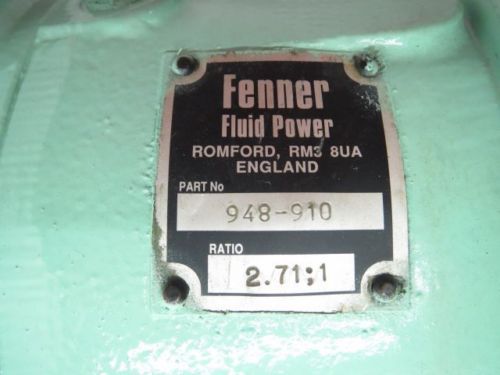 Fenner
Fluid Power
ROMFORD, RM3 8UA
ENGLAND
PART No
948-910
RATIO
2.71;1